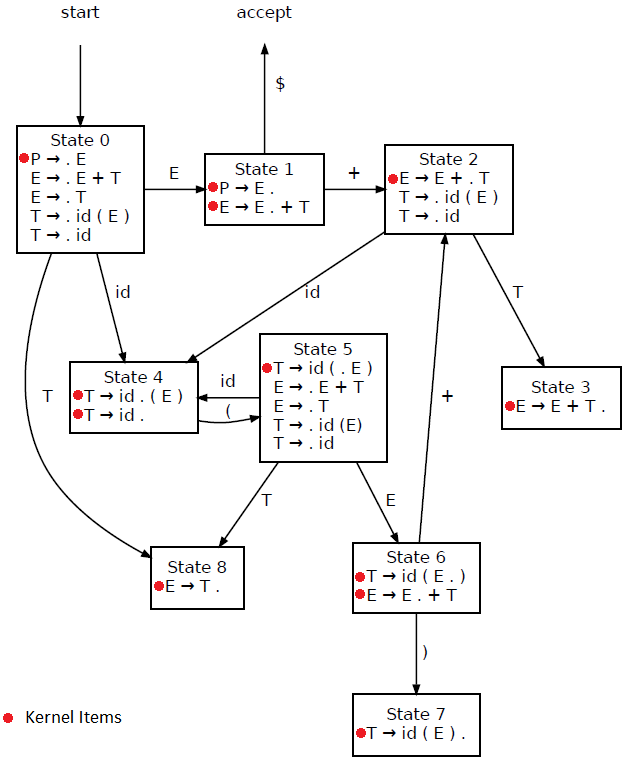 start
accept
$
State 0
P → . E
E → . E + T
E → . T
T → . id ( E )
T → . id
E
State 1
P → E .
E → E . + T
+
State 2
E → E + . T
T → . id ( E )
T → . id
id
id
T
T
State 4
T → id . ( E )
T → id .
id
(
State 5
T → id ( . E )
E → . E + T
E → . T
T → . id (E)
T → . id
+
State 3
E → E + T .
T
E
State 8
E → T .
State 6
T → id ( E . )
E → E . + T
)
State 7
T → id ( E ) .
Kernel Items